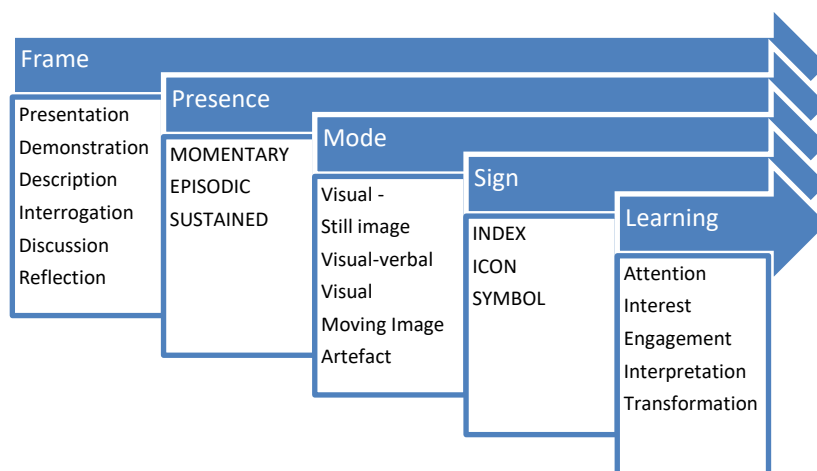 Frame
Presentation
Demonstration
Description
Interrogation
Discussion
Reflection
Presence
MOMENTARY
EPISODIC
SUSTAINED
Mode
Visual -
Still image
Visual-verbal
Visual
Moving Image
Artefact
Sign
INDEX
ICON
SYMBOL
Learning
Attention
Interest
Engagement
Interpretation
Transformation